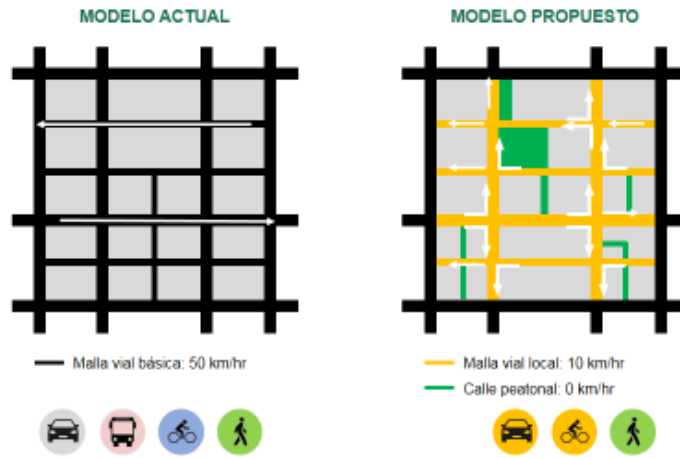 MODELO ACTUAL
MODELO PROPUESTO
Malla vial básica: 50 km/hr
Malla vial local: 10 km/hr
Calle peatonal: 0 km/hr